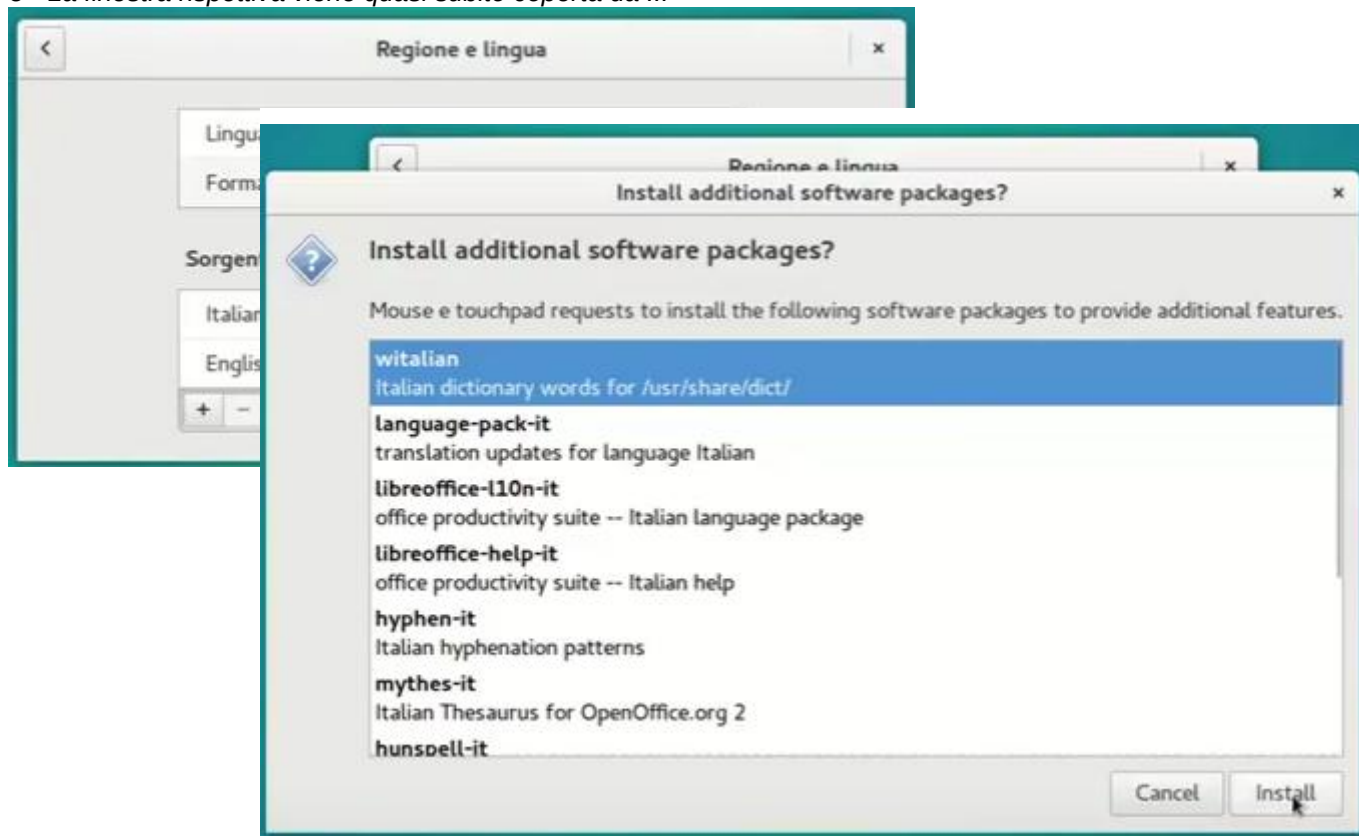 Regione e lingua
Lingu
Forma
Sorgen
Italian
Englis
Regione e lingua
Install additional software packages?
Install additional software packages?
Mouse e touchpad requests to install the following software packages to provide additional features.
witalian
Italian dictionary words for /usr/share/dict/
language-pack-it
translation updates for language Italian
libreoffice-l10n-it
office productivity suite -- Italian language package
libreoffice-help-it
office productivity suite -- Italian help
hyphen-it
Italian hyphenation patterns
mythes-it
Italian Thesaurus for OpenOffice.org 2
hunspell-it
Cancel Install